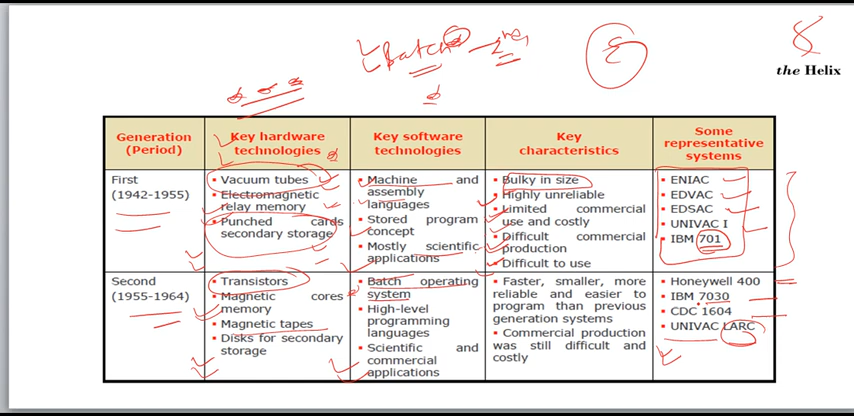 Batch - 2nd
the Helix
Generation
(Period)
Key hardware
technologies
Key software
technologies
Key
characteristics
Some
representative
systems
First
(1942-1955)
▪ Vacuum tubes
▪ Electromagnetic
relay memory
▪ Punched cards
secondary storage
▪ Machine and
assembly
languages
▪ Stored program
concept
▪ Mostly scientific
applications
▪ Bulky in size
▪ Highly unreliable
▪ Limited commercial
use and costly
▪ Difficult commercial
production
▪ Difficult to use
▪ ENIAC
▪ EDVAC
▪ EDSAC
▪ UNIVAC I
▪ IBM 701
Second
(1955-1964)
▪ Transistors
▪ Magnetic cores
memory
▪ Magnetic tapes
▪ Disks for secondary
storage
▪ Batch operating
system
▪ High-level
programming
languages
▪ Scientific and
commercial
applications
▪ Faster, smaller, more
reliable and easier to
program than previous
generation systems
▪ Commercial production
was still difficult and
costly
▪ Honeywell 400
▪ IBM 7030
▪ CDC 1604
▪ UNIVAC LARC